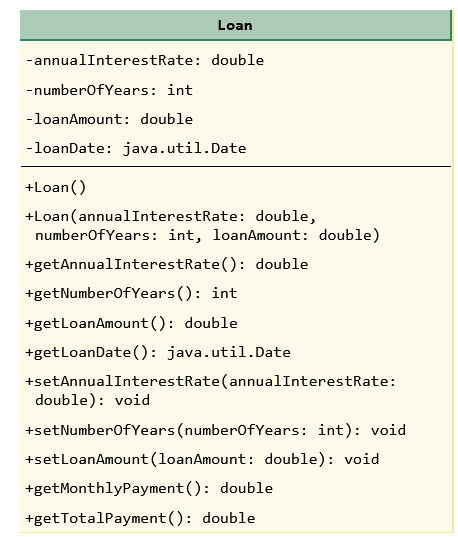 Loan
-annualInterestRate: double
-numberOfYears: int
-loanAmount: double
-loanDate: java.util.Date
+Loan()
+Loan(annualInterestRate: double,
numberOfYears: int, loanAmount: double)
+getAnnualInterestRate(): double
+getNumberOfYears(): int
+getLoanAmount(): double
+getLoanDate(): java.util.Date
+setAnnualInterestRate(annualInterestRate:
double): void
+setNumberOfYears(numberOfYears: int): void
+setLoanAmount(loanAmount: double): void
+getMonthlyPayment(): double
+getTotalPayment(): double